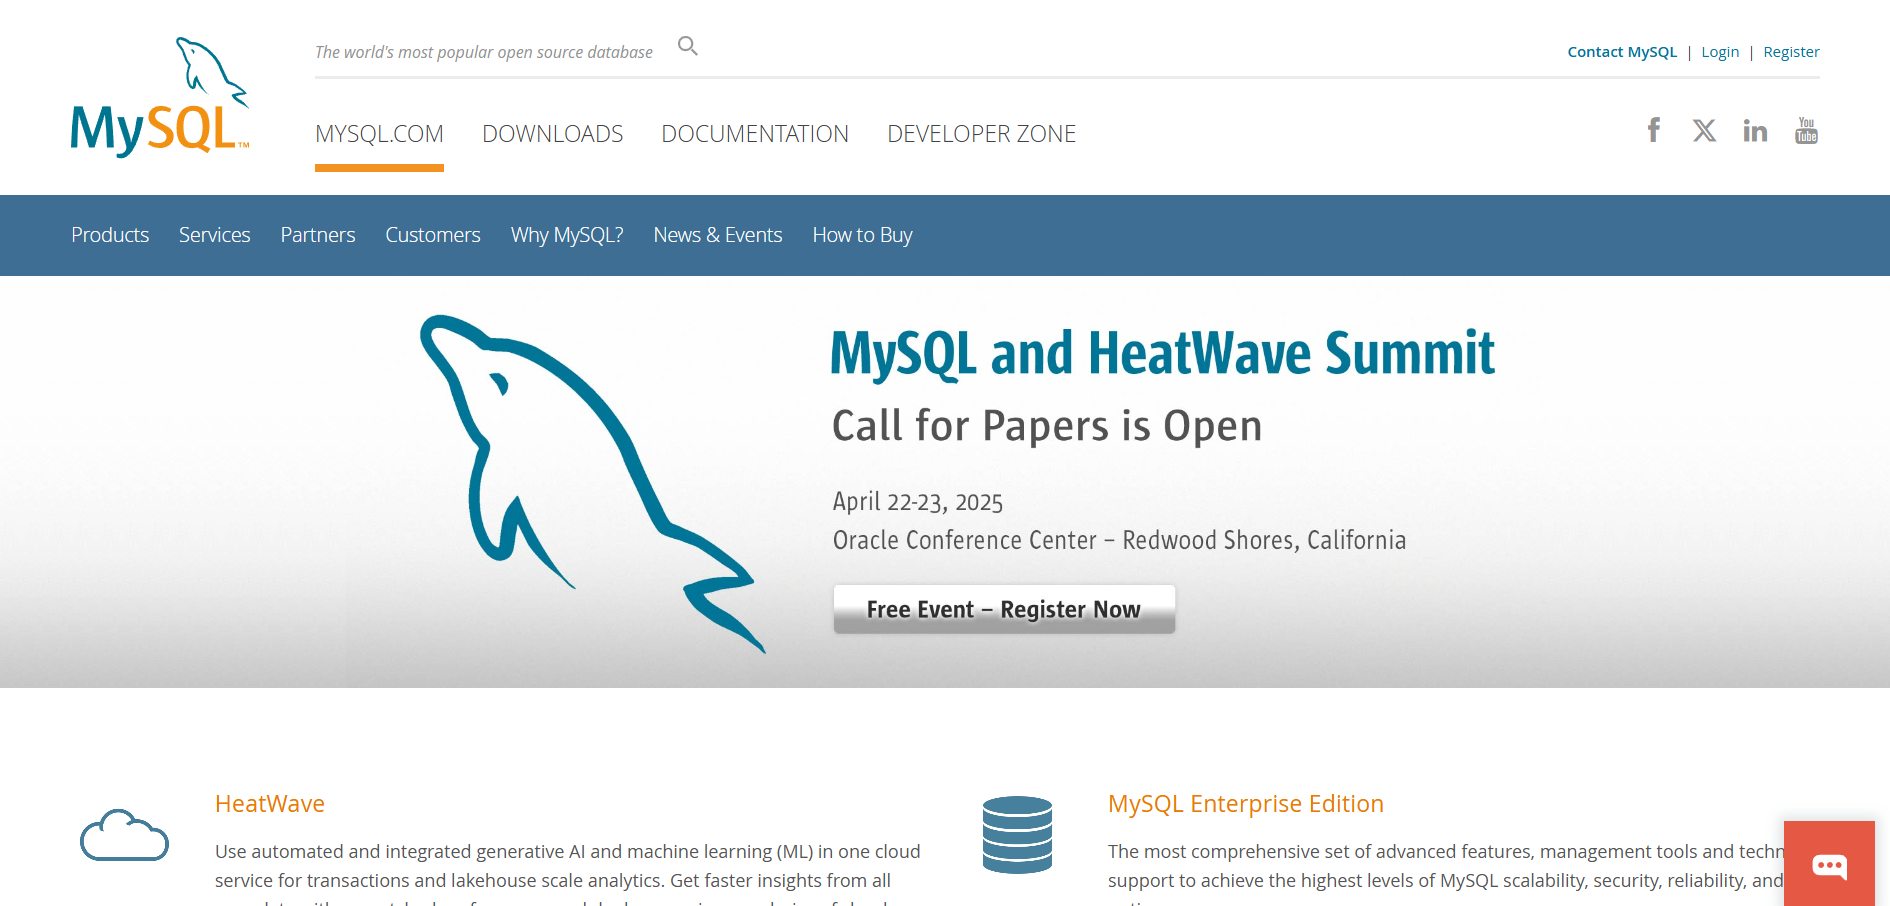 The world's most popular open source database
Contact MySQL | Login | Register
MySQL™
MYSQL.COM DOWNLOADS DOCUMENTATION DEVELOPER ZONE
You Tube
Products Services Partners Customers Why MySQL? News & Events How to Buy
MySQL and HeatWave Summit
Call for Papers is Open
April 22-23, 2025
Oracle Conference Center – Redwood Shores, California
Free Event – Register Now
HeatWave
Use automated and integrated generative AI and machine learning (ML) in one cloud
service for transactions and lakehouse scale analytics. Get faster insights from all
MySQL Enterprise Edition
The most comprehensive set of advanced features, management tools and
support to achieve the highest levels of MySQL scalability, security, reliability, and